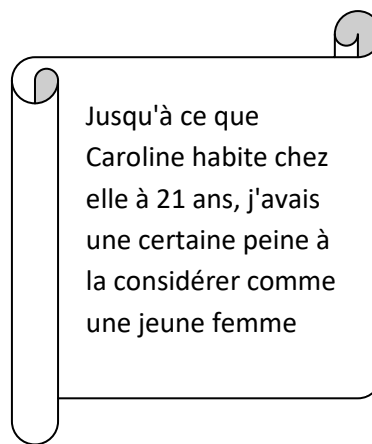 Jusqu'à ce que
Caroline habite chez
elle à 21 ans, j'avais
une certaine peine à
la considérer comme
une jeune femme